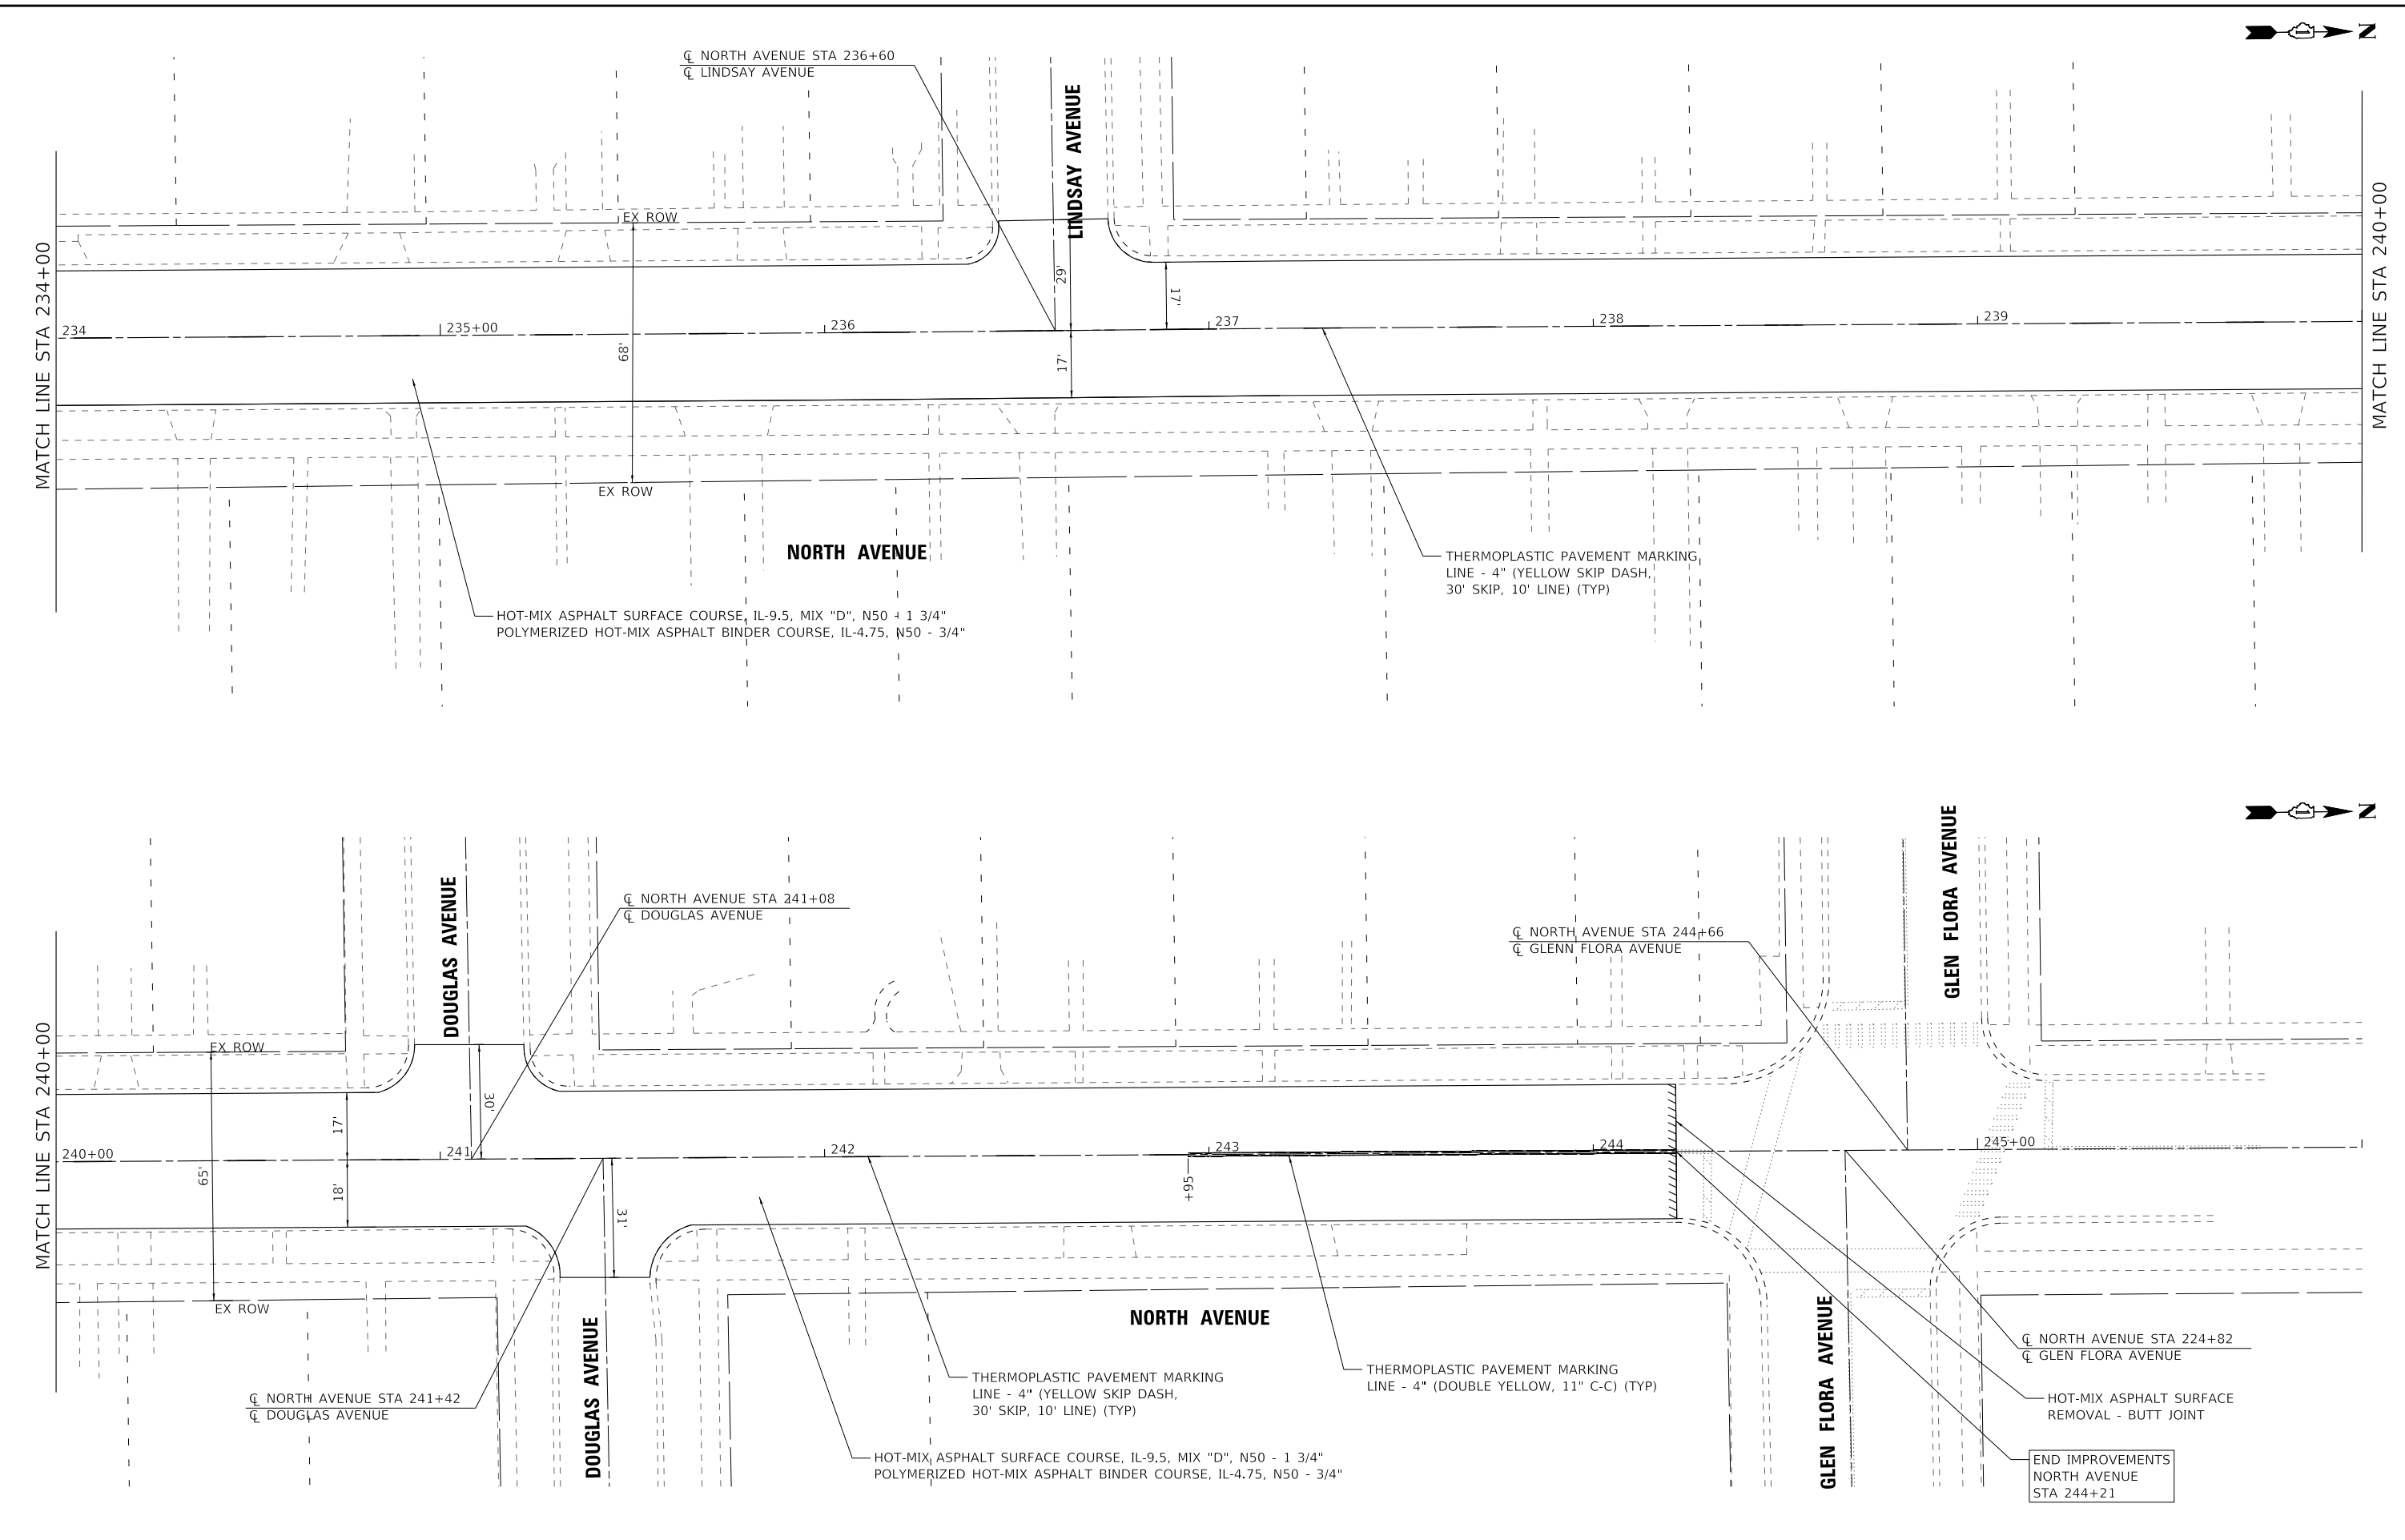 N
℄ NORTH AVENUE STA 236+60
℄ LINDSAY AVENUE
LINDSAY AVENUE
EX ROW
MATCH LINE STA 234+00
MATCH LINE STA 240+00
29'
17'
234
235+00
236
237
238
239
68'
17'
EX ROW
NORTH AVENUE
THERMOPLASTIC PAVEMENT MARKING
LINE - 4" (YELLOW SKIP DASH,
30' SKIP, 10' LINE) (TYP)
HOT-MIX ASPHALT SURFACE COURSE, IL-9.5, MIX "D", N50 - 1 3/4"
POLYMERIZED HOT-MIX ASPHALT BINDER COURSE, IL-4.75, N50 - 3/4"
N
DOUGLAS AVENUE
GLEN FLORA AVENUE
℄ NORTH AVENUE STA 241+08
℄ DOUGLAS AVENUE
℄ NORTH AVENUE STA 244+66
℄ GLENN FLORA AVENUE
MATCH LINE STA 240+00
EX ROW
17'
30'
240+00
241
242
243
244
245+00
65'
18'
31'
+95
EX ROW
NORTH AVENUE
DOUGLAS AVENUE
GLEN FLORA AVENUE
℄ NORTH AVENUE STA 224+82
℄ GLEN FLORA AVENUE
THERMOPLASTIC PAVEMENT MARKING
LINE - 4" (YELLOW SKIP DASH,
30' SKIP, 10' LINE) (TYP)
THERMOPLASTIC PAVEMENT MARKING
LINE - 4" (DOUBLE YELLOW, 11" C-C) (TYP)
℄ NORTH AVENUE STA 241+42
℄ DOUGLAS AVENUE
HOT-MIX ASPHALT SURFACE
REMOVAL - BUTT JOINT
HOT-MIX ASPHALT SURFACE COURSE, IL-9.5, MIX "D", N50 - 1 3/4"
POLYMERIZED HOT-MIX ASPHALT BINDER COURSE, IL-4.75, N50 - 3/4"
END IMPROVEMENTS
NORTH AVENUE
STA 244+21